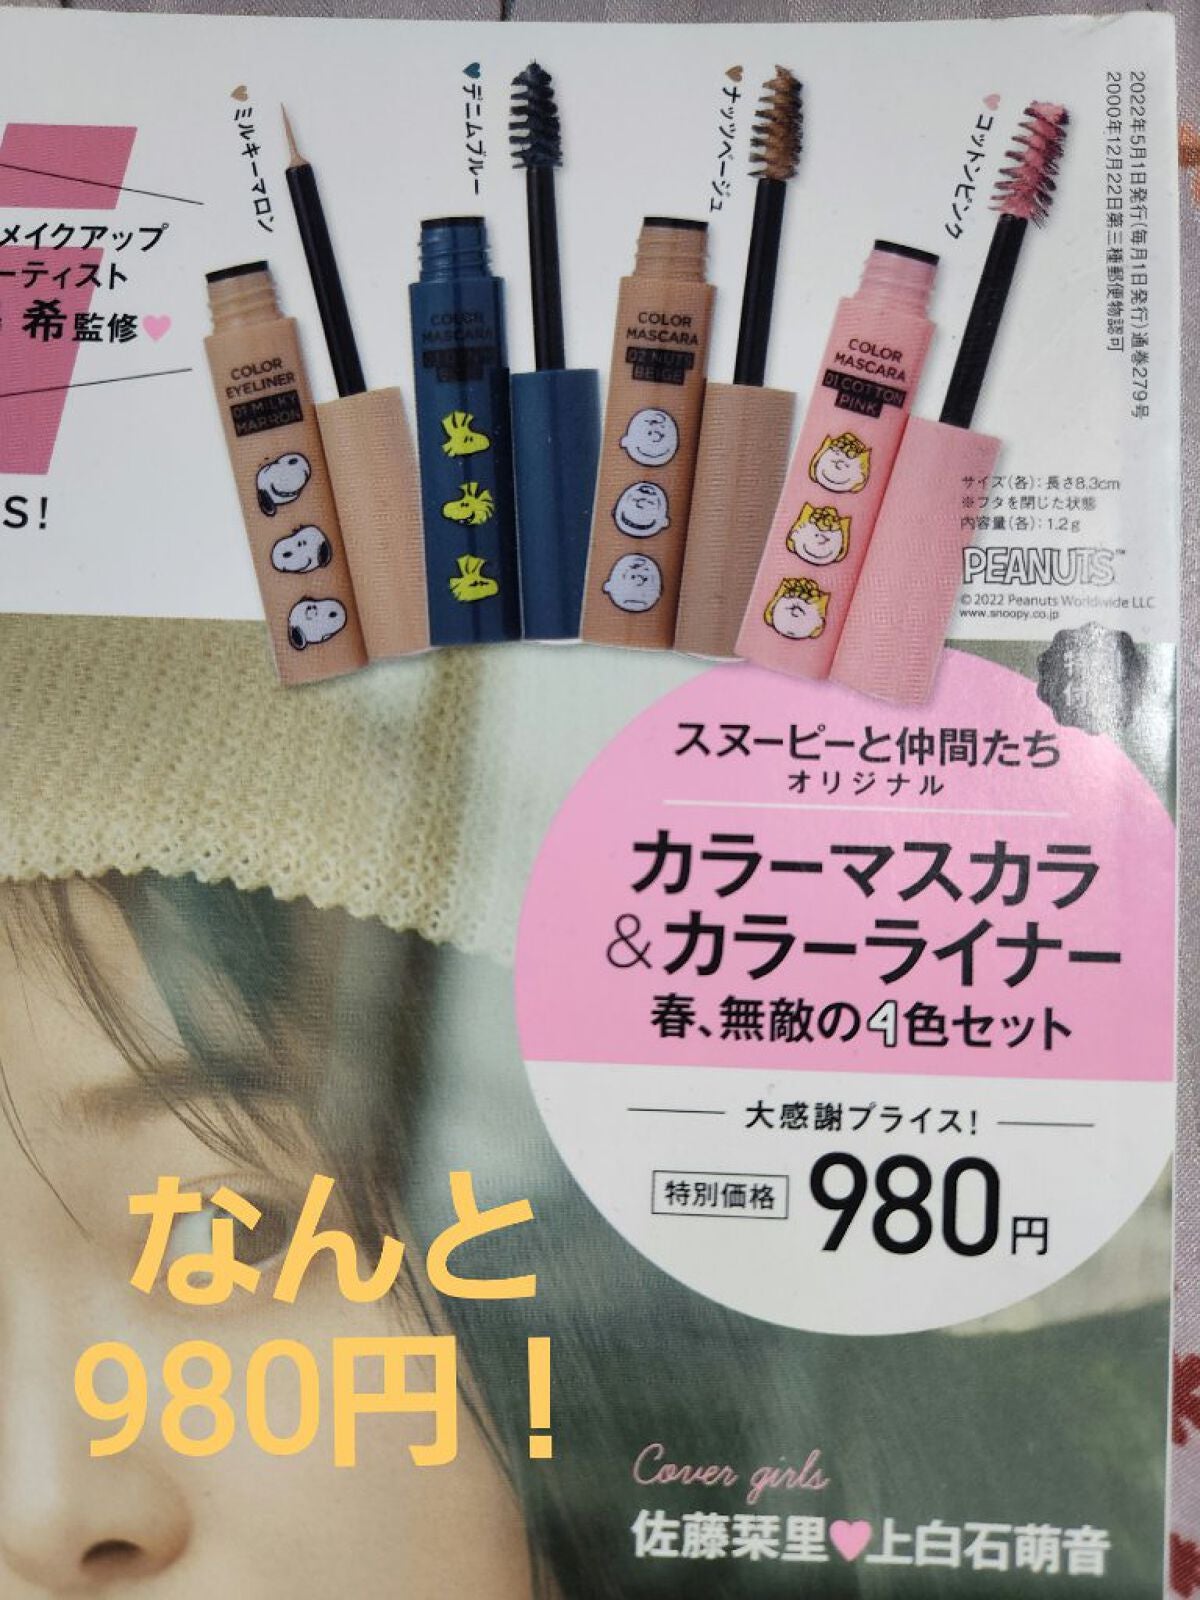 ♥ミルキーマロン
♥デニムブルー
♥ナッツベージュ
♥コットンピンク
2022年5月1日発行(毎月1日発行)通巻279号
2000年12月22日第三種郵便物認可
メイクアップ
ーティスト
希監修♥
S!
COLOR
EYELINER
01 MILKY
MARRON
COLOR
MASCARA
COLOR
MASCARA
02 NUTS
BEIGE
COLOR
MASCARA
01 COTTON
PINK
サイズ(各):長さ8.3cm
※フタを閉じた状態
内容量(各):1.2g
PEANUTS™
© 2022 Peanuts Worldwide LLC
www.snoopy.co.jp
スヌーピーと仲間たち
オリジナル
カラーマスカラ
&カラーライナー
春、無敵の4色セット
大感謝プライス!
特別価格 980円
なんと
980円！
Cover girls
佐藤栞里♥上白石萌音